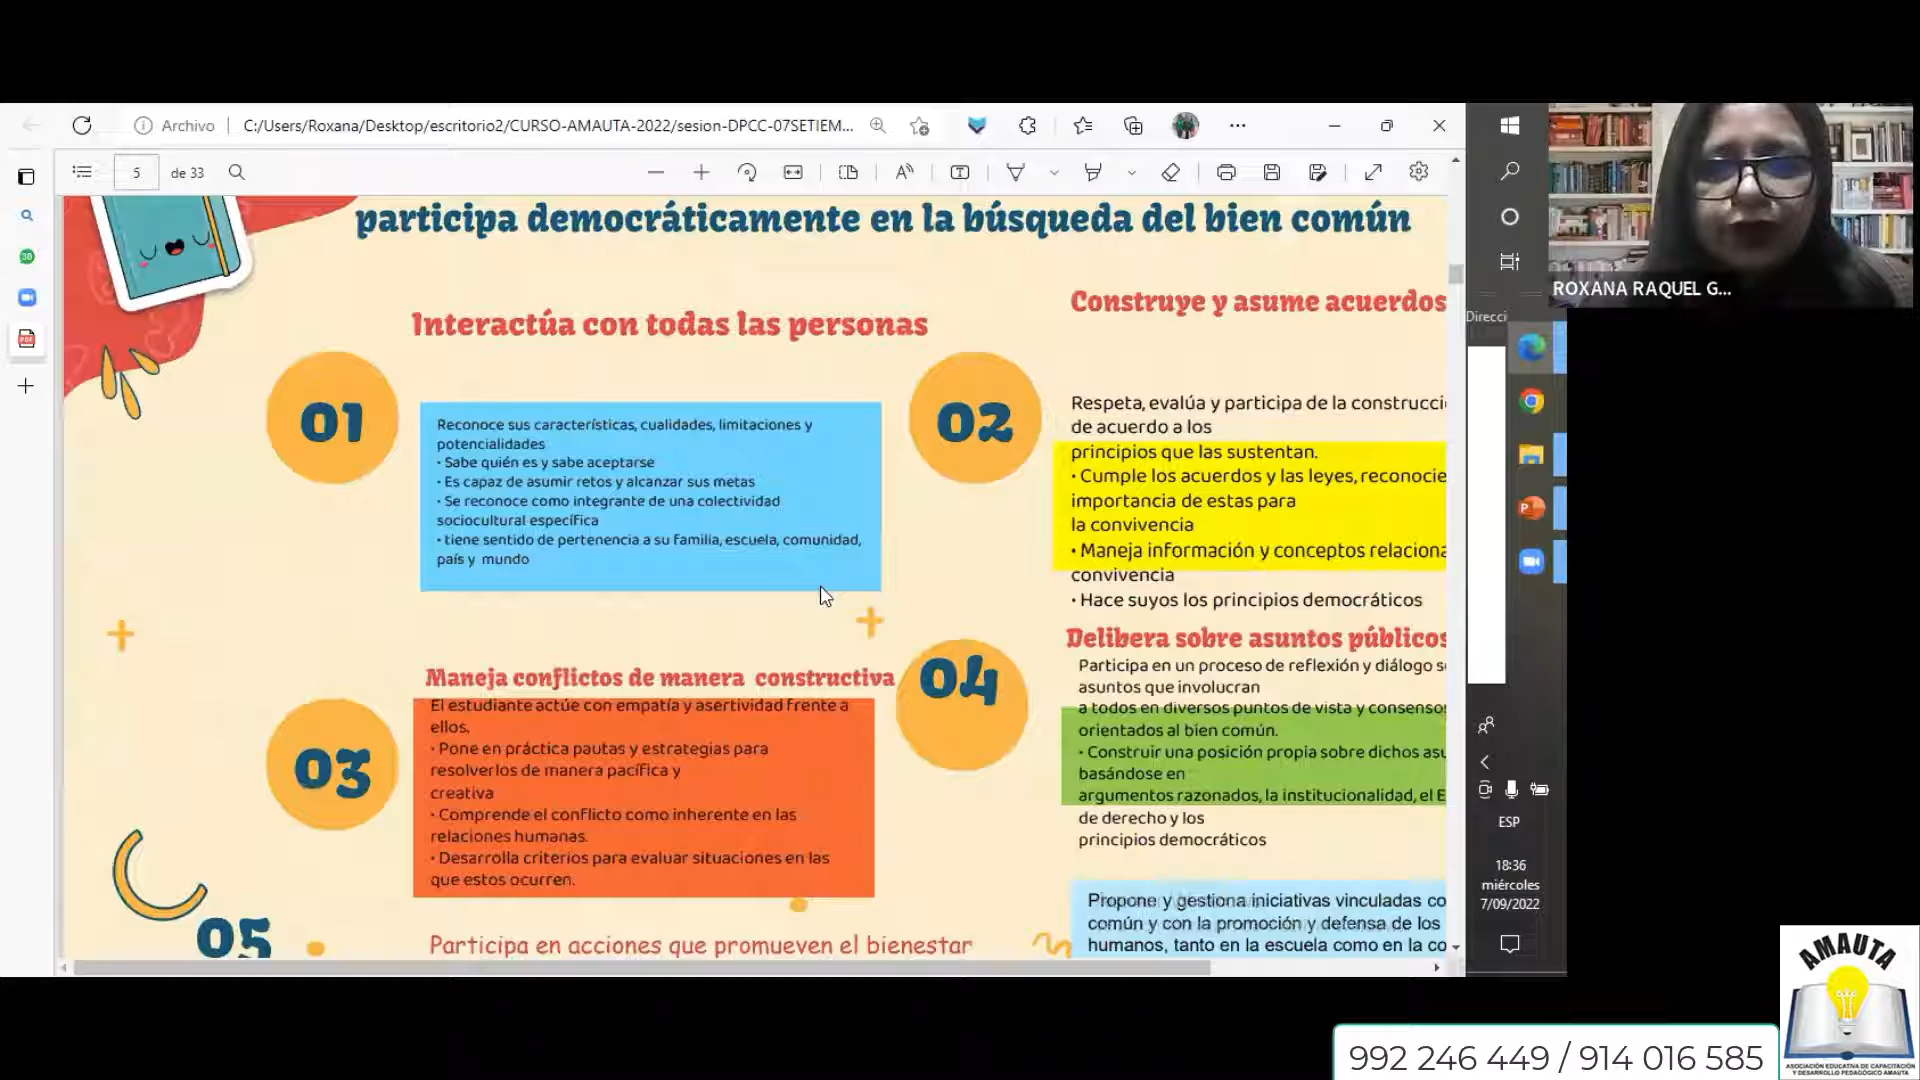 Archivo
C:/Users/Roxana/Desktop/escritorio2/CURSO-AMAUTA-2022/sesion-DPCC-07SETIEM...
5 de 33
participa democráticamente en la búsqueda del bien común
Interactúa con todas las personas
01
Reconoce sus características, cualidades, limitaciones y
potencialidades
• Sabe quién es y sabe aceptarse
• Es capaz de asumir retos y alcanzar sus metas
• Se reconoce como integrante de una colectividad
sociocultural específica
• tiene sentido de pertenencia a su familia, escuela, comunidad,
país y mundo
Construye y asume acuerdos
02
Respeta, evalúa y participa de la
de acuerdo a los
principios que las sustentan.
• Cumple los acuerdos y las leyes,
importancia de estas para
la convivencia
• Maneja información y conceptos
convivencia
• Hace suyos los principios democráticos
Maneja conflictos de manera constructiva
03
El estudiante actúe con empatía y asertividad frente a
ellos.
• Pone en práctica pautas y estrategias para
resolverlos de manera pacífica y
creativa
• Comprende el conflicto como inherente en las
relaciones humanas.
• Desarrolla criterios para evaluar situaciones en las
que estos ocurren.
Delibera sobre asuntos públicos
04
Participa en un proceso de reflexión y diálogo
asuntos que involucran
a todos en diversos puntos de vista y consensos
orientados al bien común.
• Construir una posición propia sobre dichos
basándose en
argumentos razonados, la institucionalidad, el
de derecho y los
principios democráticos
05
Participa en acciones que promueven el bienestar
Propone y gestiona iniciativas vinculadas
común y con la promoción y defensa de los
humanos, tanto en la escuela como en la
ROXANA RAQUEL G...
Direcci
ESP
18:36
miércoles
7/09/2022
992 246 449 / 914 016 585
AMAUTA
ASOCIACIÓN EDUCATIVA DE CAPACITACIÓN
Y DESARROLLO PEDAGÓGICO AMAUTA